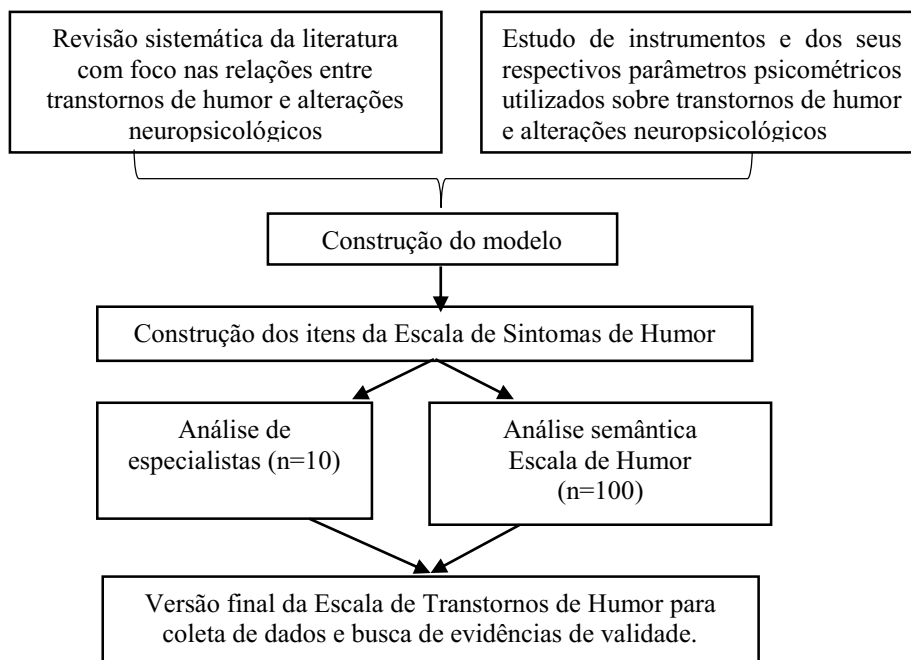 Revisão sistemática da literatura
com foco nas relações entre
transtornos de humor e alterações
neuropsicológicos
Estudo de instrumentos e dos seus
respectivos parâmetros psicométricos
utilizados sobre transtornos de humor
e alterações neuropsicológicos
Construção do modelo
Construção dos itens da Escala de Sintomas de Humor
Análise de
especialistas (n=10)
Análise semântica
Escala de Humor
(n=100)
Versão final da Escala de Transtornos de Humor para
coleta de dados e busca de evidências de validade.